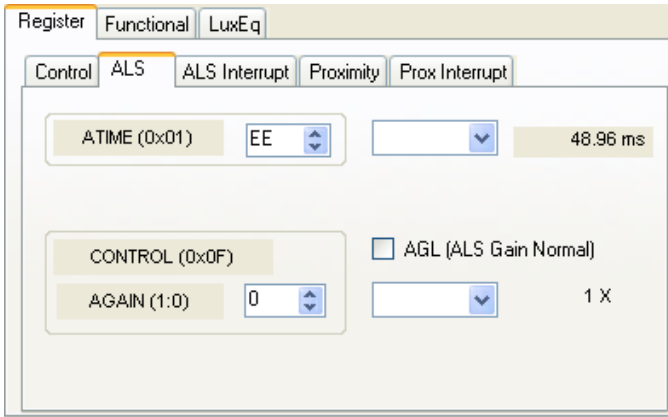 Register Functional LuxEq
Control ALS ALS Interrupt Proximity Prox Interrupt
ATIME (0x01) EE 48.96 ms
CONTROL (0x0F) AGL (ALS Gain Normal)
AGAIN (1:0) 0 1 X